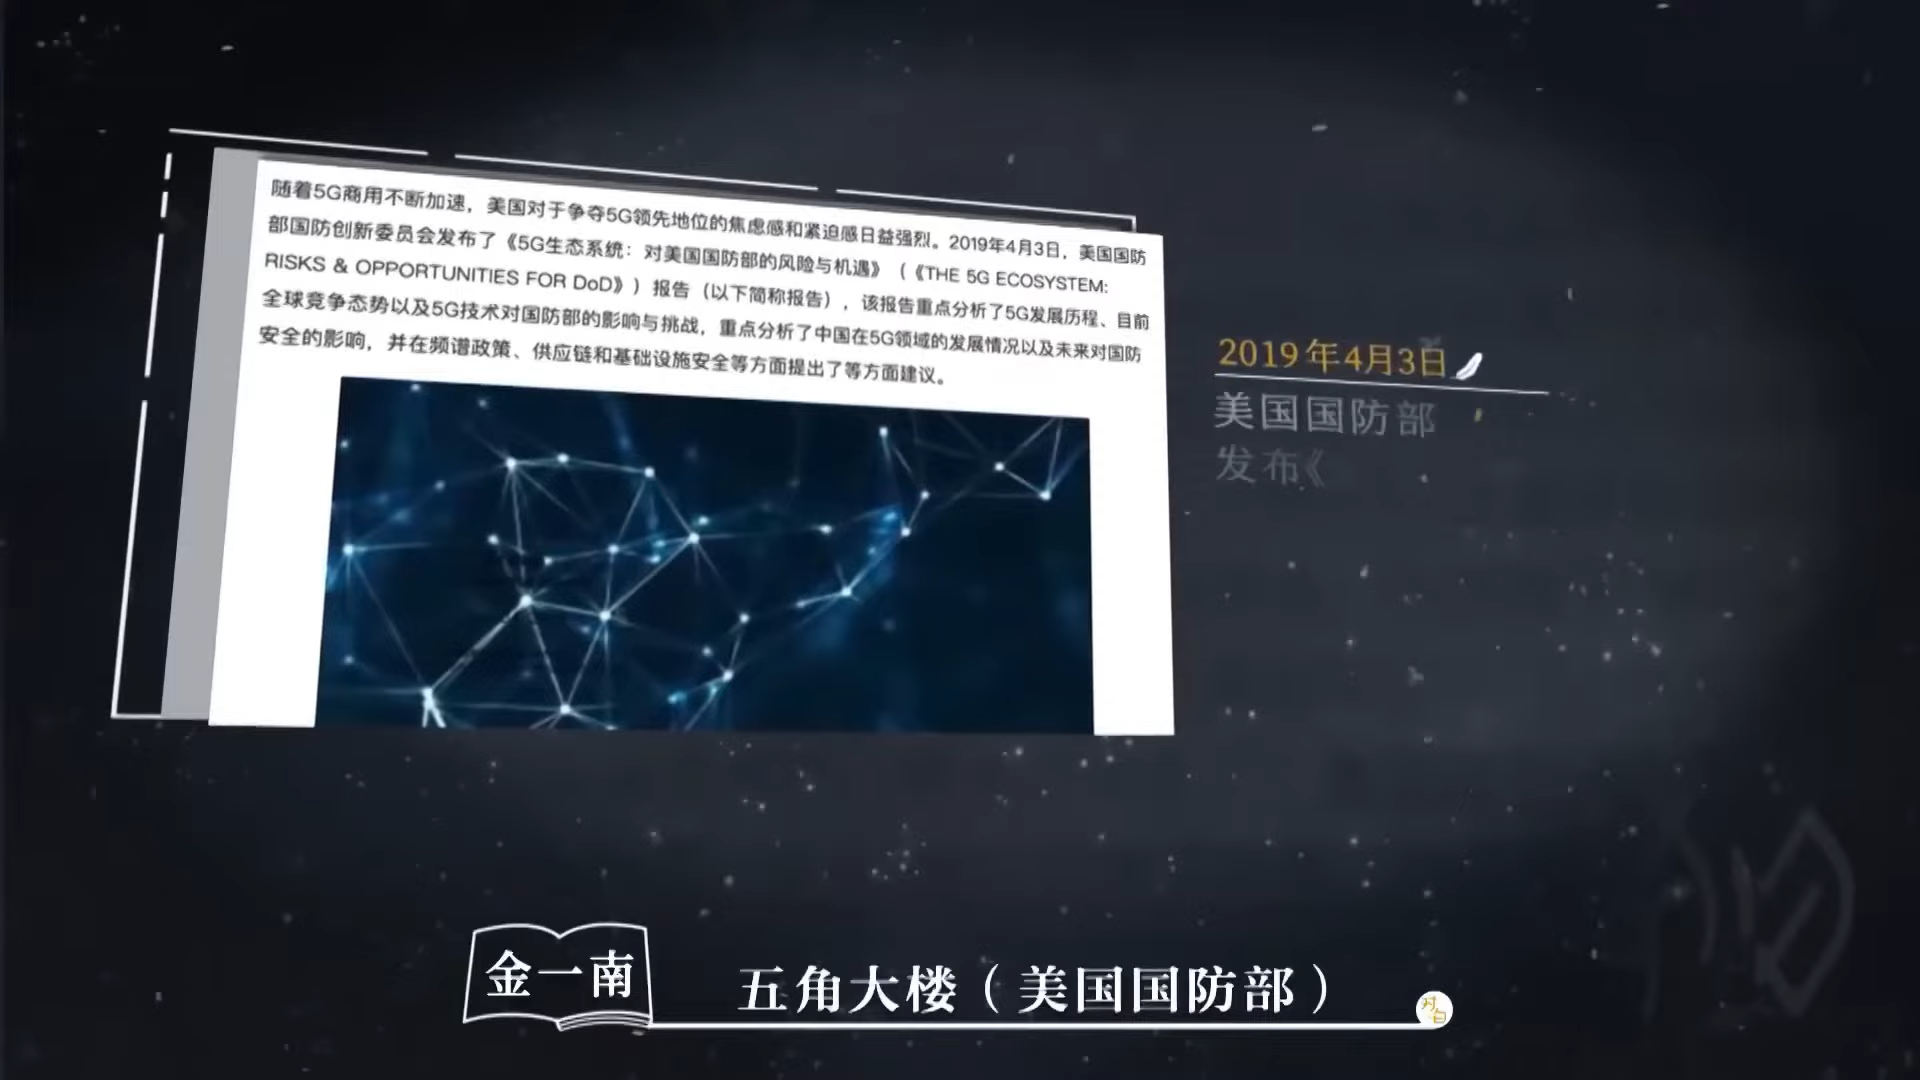 随着5G商用不断加速，美国对于争夺5G领先地位的焦虑感和紧迫感日益强烈。2019年4月3日，美国国防
部国防创新委员会发布了《5G生态系统：对美国国防部的风险与机遇》（《THE 5G ECOSYSTEM:
RISKS & OPPORTUNITIES FOR DoD》）报告（以下简称报告），该报告重点分析了5G发展历程、目前
全球竞争态势以及5G技术对国防部的影响与挑战，重点分析了中国在5G领域的发展情况以及未来对国防
安全的影响，并在频谱政策、供应链和基础设施安全等方面提出了等方面建议。
2019年4月3日
美国国防部
发布《
金一南
五角大楼（美国国防部）
对白